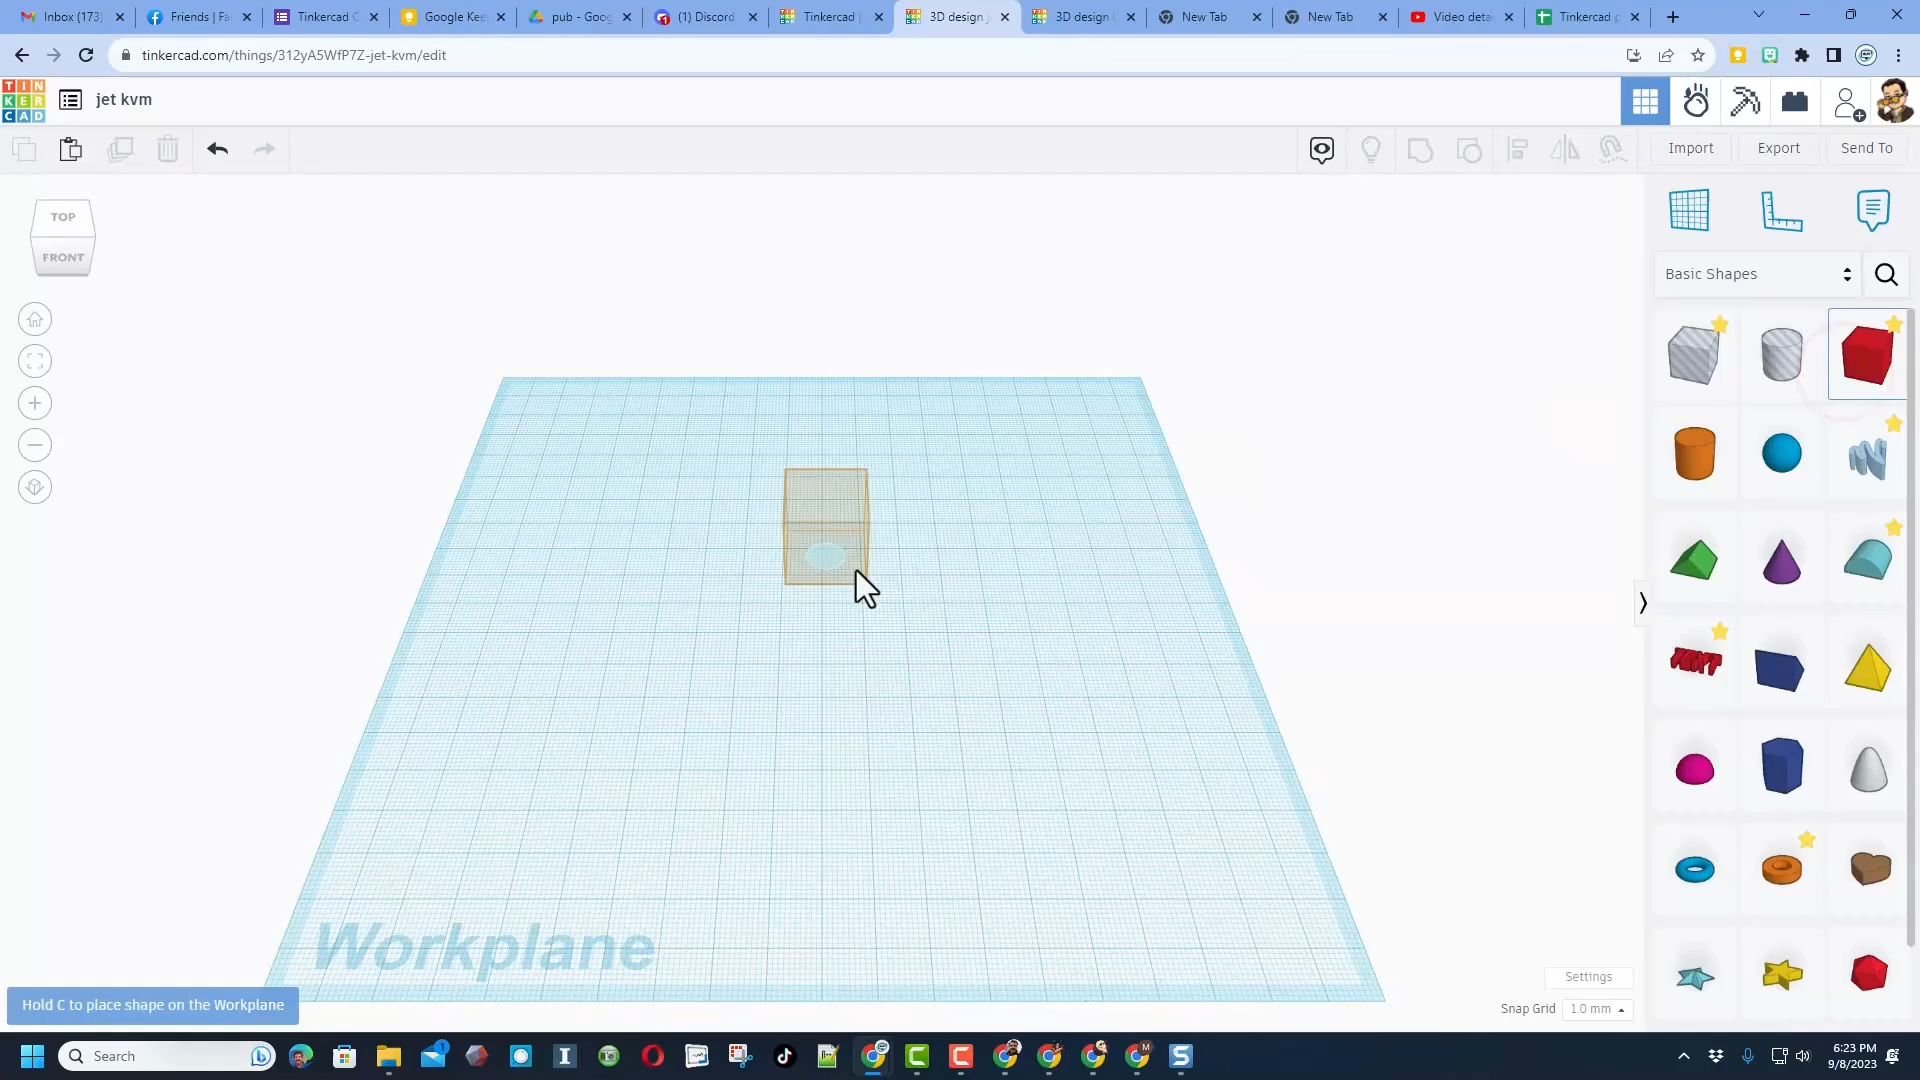 Inbox (173)
Friends | Fa
Tinkercad C
Google Kee
pub - Goog
(1) Discord
Tinkercad |
3D design j
3D design
New Tab
New Tab
Video deta
Tinkercad p
tinkercad.com/things/312yA5WfP7Z-jet-kvm/edit
TIN
KER
CAD
jet kvm
Import
Export
Send To
TOP
FRONT
Basic Shapes
TEXT
Workplane
Settings
Hold C to place shape on the Workplane
Snap Grid
1.0 mm
Search
1
M
6:23 PM
9/8/2023